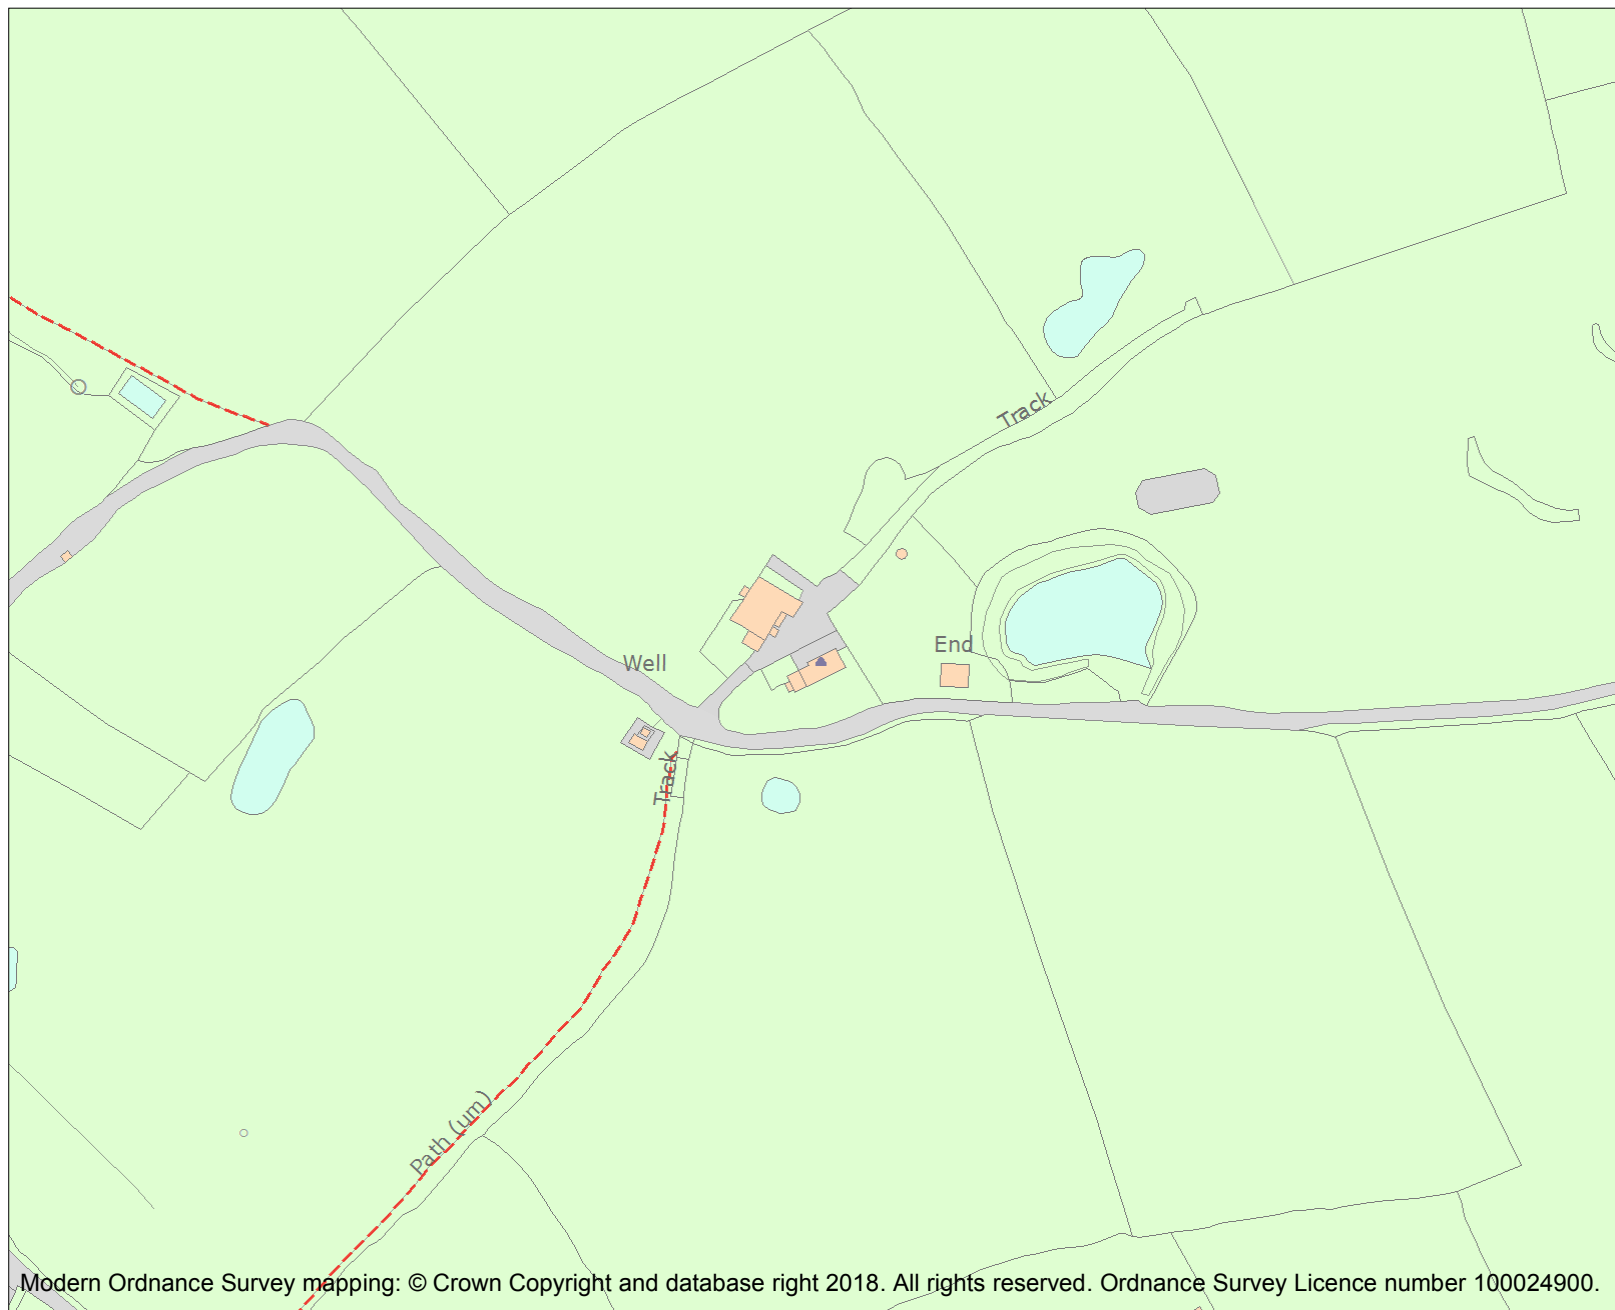 Track
End
Well
Track
Path (um)
Modern Ordnance Survey mapping: © Crown Copyright and database right 2018. All rights reserved. Ordnance Survey Licence number 100024900.